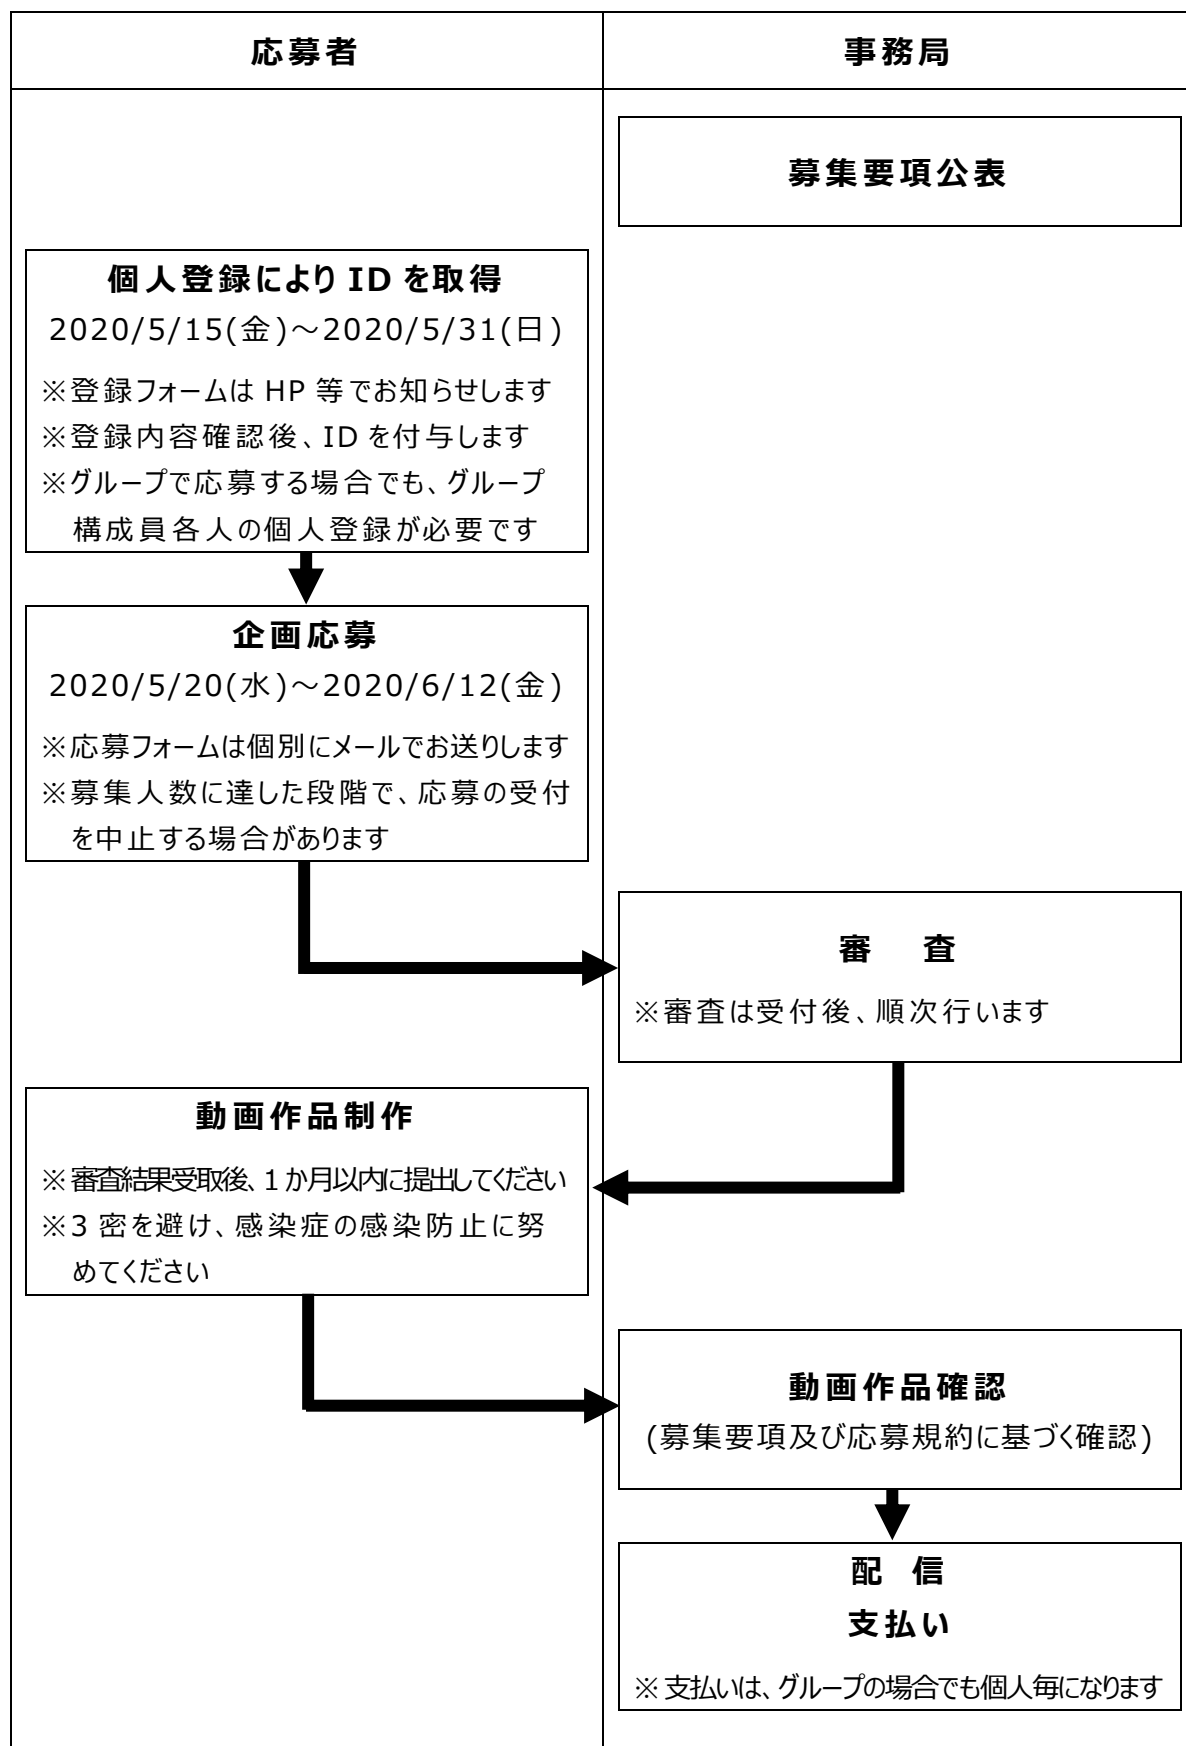 応募者
事務局
募集要項公表
個人登録により ID を取得
2020/5/15(金)～2020/5/31(日)
※登録フォームは HP 等でお知らせします
※登録内容確認後、ID を付与します
※グループで応募する場合でも、グループ
構成員各人の個人登録が必要です
企画応募
2020/5/20(水)～2020/6/12(金)
※応募フォームは個別にメールでお送りします
※募集人数に達した段階で、応募の受付
を中止する場合があります
審　査
※審査は受付後、順次行います
動画作品制作
※審査結果受取後、1 か月以内に提出してください
※3 密を避け、感染症の感染防止に努
めてください
動画作品確認
(募集要項及び応募規約に基づく確認)
配　信
支払い
※支払いは、グループの場合でも個人毎になります